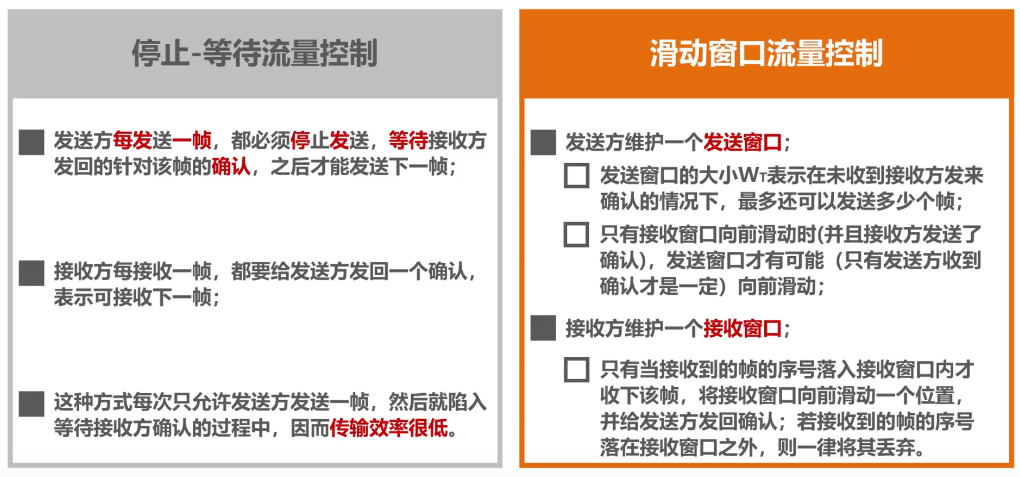 停止-等待流量控制
发送方每发送一帧，都必须停止发送，等待接收方
发回的针对该帧的确认，之后才能发送下一帧；
接收方每接收一帧，都要给发送方发回一个确认，
表示可接收下一帧；
这种方式每次只允许发送方发送一帧，然后就陷入
等待接收方确认的过程中，因而传输效率很低。
滑动窗口流量控制
发送方维护一个发送窗口；
发送窗口的大小WT表示在未收到接收方发来
确认的情况下，最多还可以发送多少个帧；
只有接收窗口向前滑动时(并且接收方发送了
确认)，发送窗口才有可能（只有发送方收到
确认才是一定）向前滑动；
接收方维护一个接收窗口；
只有当接收到的帧的序号落入接收窗口内才
收下该帧，将接收窗口向前滑动一个位置，
并给发送方发回确认；若接收到的帧的序号
落在接收窗口之外，则一律将其丢弃。